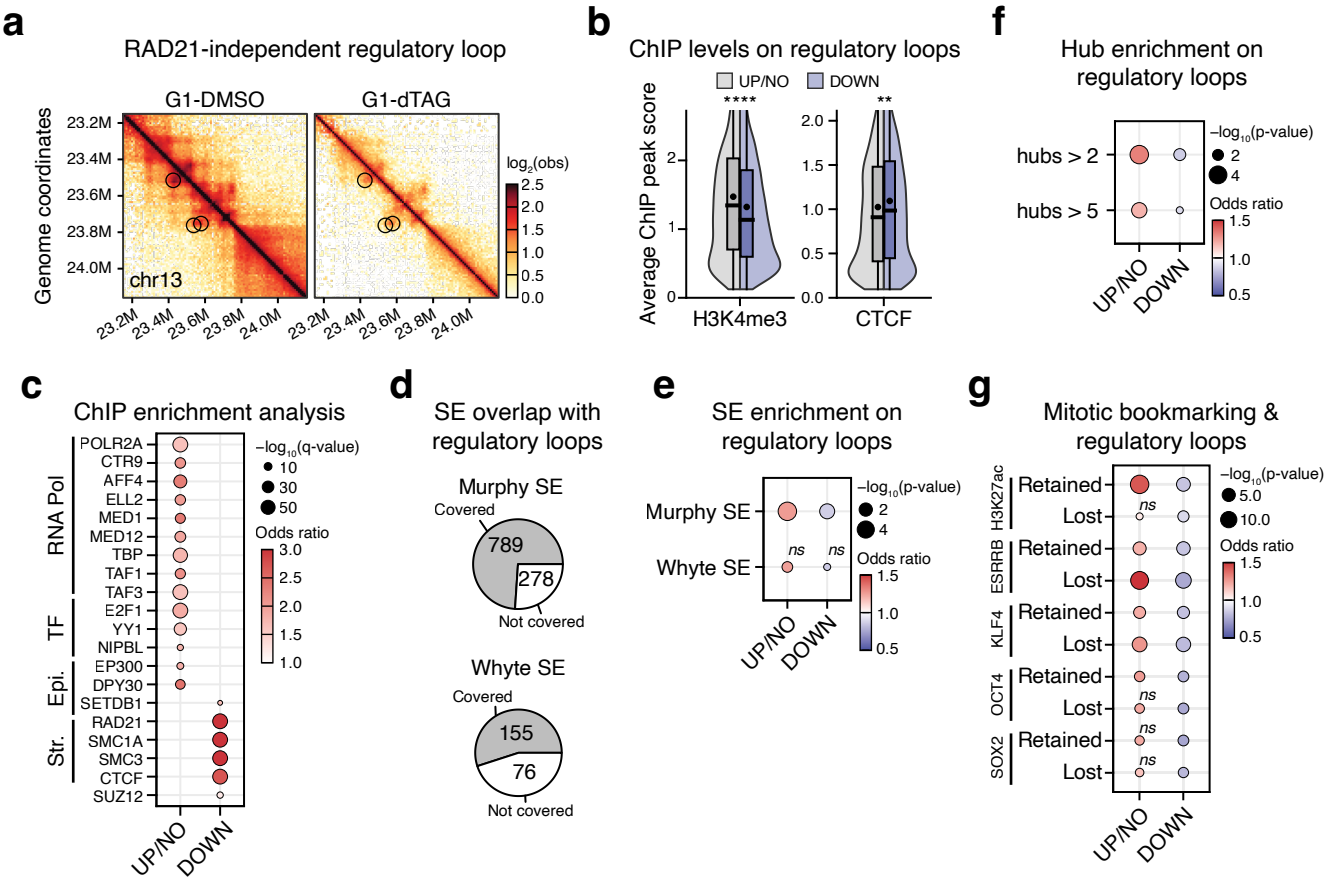 a
RAD21-independent regulatory loop
G1-DMSO
G1-dTAG
Genome coordinates
23.2M
23.4M
23.6M
23.8M
24.0M
chr13
23.2M
23.4M
23.6M
23.8M
24.0M
23.2M
23.4M
23.6M
23.8M
24.0M
log2(obs)
2.5
2.0
1.5
1.0
0.5
0.0
b
ChIP levels on regulatory loops
UP/NO
DOWN
Average ChIP peak score
****
2
1
0
H3K4me3
**
2.0
1.5
1.0
0.5
0.0
CTCF
f
Hub enrichment on
regulatory loops
hubs > 2
hubs > 5
UP/NO
DOWN
−log10(p-value)
2
4
Odds ratio
1.5
1.0
0.5
c
ChIP enrichment analysis
RNA Pol
TF
Epi.
Str.
POLR2A
CTR9
AFF4
ELL2
MED1
MED12
TBP
TAF1
TAF3
E2F1
YY1
NIPBL
EP300
DPY30
SETDB1
RAD21
SMC1A
SMC3
CTCF
SUZ12
UP/NO
DOWN
−log10(q-value)
10
30
50
Odds ratio
3.0
2.5
2.0
1.5
1.0
d
SE overlap with
regulatory loops
Murphy SE
Covered
789
278
Not covered
Whyte SE
Covered
155
76
Not covered
e
SE enrichment on
regulatory loops
Murphy SE
Whyte SE
ns
ns
UP/NO
DOWN
−log10(p-value)
2
4
Odds ratio
1.5
1.0
0.5
g
Mitotic bookmarking &
regulatory loops
H3K27ac
Retained
Lost
ns
ESRRB
Retained
Lost
KLF4
Retained
Lost
OCT4
Retained
Lost
ns
SOX2
Retained
ns
Lost
ns
UP/NO
DOWN
−log10(p-value)
5.0
10.0
Odds ratio
1.5
1.0
0.5